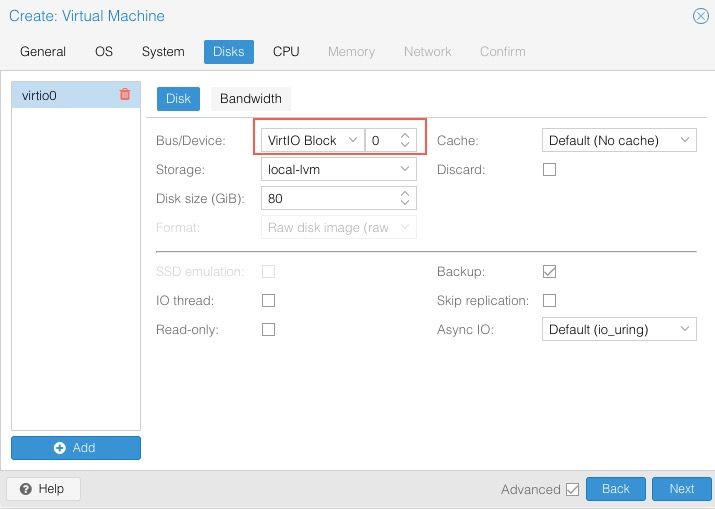 Create: Virtual Machine
General OS System Disks CPU Memory Network Confirm
virtio0
Disk Bandwidth
Bus/Device: VirtIO Block 0 Cache: Default (No cache)
Storage: local-lvm Discard:
Disk size (GiB): 80
Format: Raw disk image (raw
SSD emulation: Backup:
IO thread: Skip replication:
Read-only: Async IO: Default (io_uring)
Add
Help Advanced Back Next